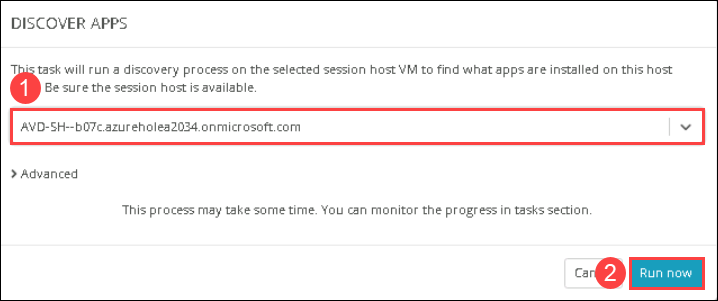 DISCOVER APPS
This task will run a discovery process on the selected session host VM to find what apps are installed on this host
1
Be sure the session host is available.
AVD-SH--b07c.azureholea2034.onmicrosoft.com
Advanced
This process may take some time. You can monitor the progress in tasks section.
2
Run now